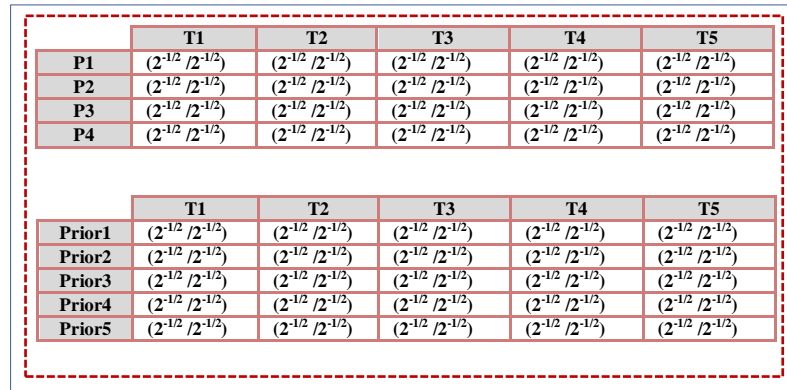 T1 T2 T3 T4 T5
P1 (2^-1/2 /2^-1/2) (2^-1/2 /2^-1/2) (2^-1/2 /2^-1/2) (2^-1/2 /2^-1/2) (2^-1/2 /2^-1/2)
P2 (2^-1/2 /2^-1/2) (2^-1/2 /2^-1/2) (2^-1/2 /2^-1/2) (2^-1/2 /2^-1/2) (2^-1/2 /2^-1/2)
P3 (2^-1/2 /2^-1/2) (2^-1/2 /2^-1/2) (2^-1/2 /2^-1/2) (2^-1/2 /2^-1/2) (2^-1/2 /2^-1/2)
P4 (2^-1/2 /2^-1/2) (2^-1/2 /2^-1/2) (2^-1/2 /2^-1/2) (2^-1/2 /2^-1/2) (2^-1/2 /2^-1/2)
T1 T2 T3 T4 T5
Prior1 (2^-1/2 /2^-1/2) (2^-1/2 /2^-1/2) (2^-1/2 /2^-1/2) (2^-1/2 /2^-1/2) (2^-1/2 /2^-1/2)
Prior2 (2^-1/2 /2^-1/2) (2^-1/2 /2^-1/2) (2^-1/2 /2^-1/2) (2^-1/2 /2^-1/2) (2^-1/2 /2^-1/2)
Prior3 (2^-1/2 /2^-1/2) (2^-1/2 /2^-1/2) (2^-1/2 /2^-1/2) (2^-1/2 /2^-1/2) (2^-1/2 /2^-1/2)
Prior4 (2^-1/2 /2^-1/2) (2^-1/2 /2^-1/2) (2^-1/2 /2^-1/2) (2^-1/2 /2^-1/2) (2^-1/2 /2^-1/2)
Prior5 (2^-1/2 /2^-1/2) (2^-1/2 /2^-1/2) (2^-1/2 /2^-1/2) (2^-1/2 /2^-1/2) (2^-1/2 /2^-1/2)